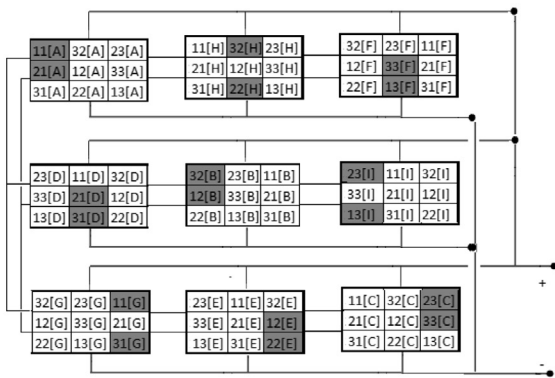 11[A] 32[A] 23[A] 11[H] 32[H] 23[H] 32[F] 23[F] 11[F]
21[A] 12[A] 33[A] 21[H] 12[H] 33[H] 12[F] 33[F] 21[F]
31[A] 22[A] 13[A] 31[H] 22[H] 13[H] 22[F] 13[F] 31[F]
23[D] 11[D] 32[D] 32[B] 23[B] 11[B] 23[I] 11[I] 32[I]
33[D] 21[D] 12[D] 12[B] 33[B] 21[B] 33[I] 21[I] 12[I]
13[D] 31[D] 22[D] 22[B] 13[B] 31[B] 13[I] 31[I] 22[I]
+
32[G] 23[G] 11[G] 23[E] 11[E] 32[E] 11[C] 32[C] 23[C]
12[G] 33[G] 21[G] 33[E] 21[E] 12[E] 21[C] 12[C] 33[C]
22[G] 13[G] 31[G] 13[E] 31[E] 22[E] 31[C] 22[C] 13[C]
-